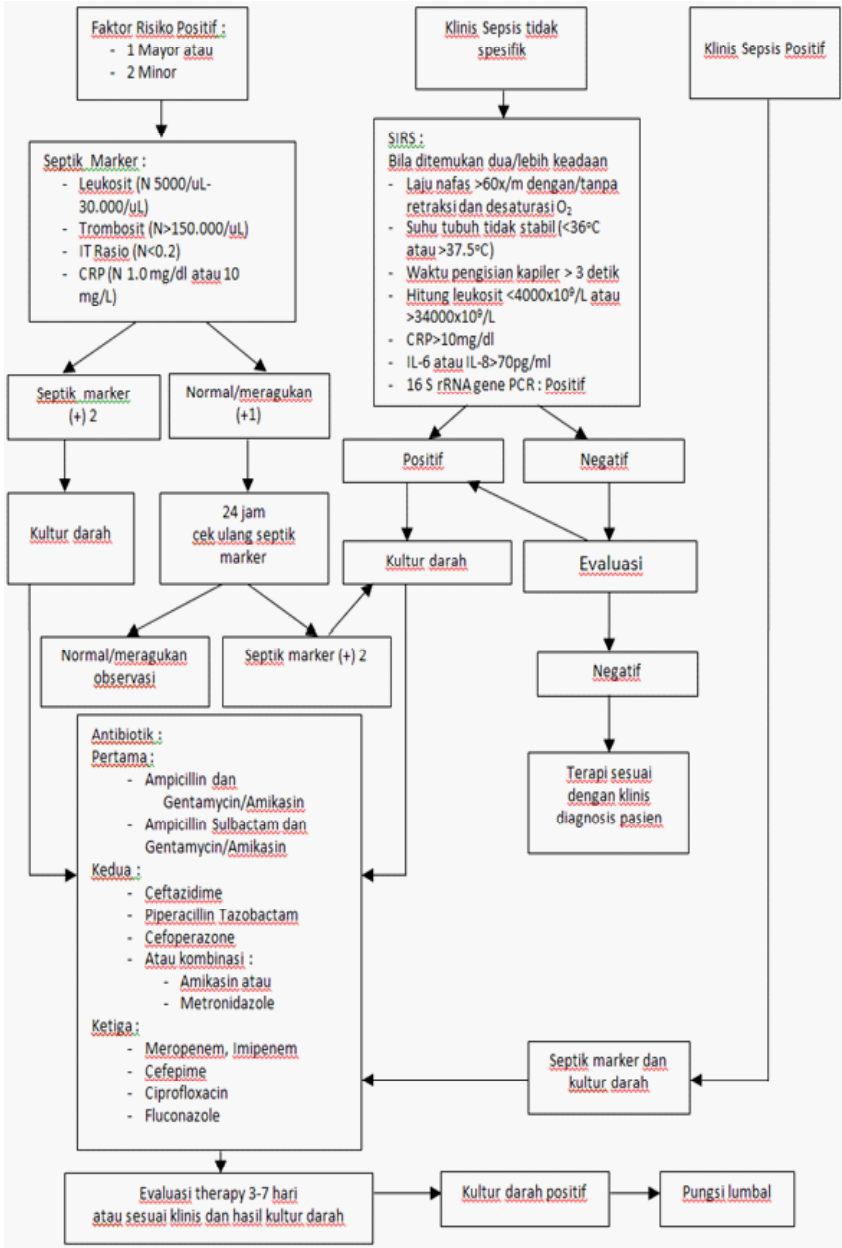 Faktor Risiko Positif :
- 1 Mayor atau
- 2 Minor
Klinis Sepsis tidak
spesifik
Klinis Sepsis Positif
Septik Marker :
- Leukosit (N 5000/uL-
30.000/uL)
- Trombosit (N>150.000/uL)
- IT Rasio (N<0.2)
- CRP (N 1.0 mg/dl atau 10
mg/L)
SIRS :
Bila ditemukan dua/lebih keadaan
- Laju nafas >60x/m dengan/tanpa
retraksi dan desaturasi O₂
- Suhu tubuh tidak stabil (<36°C
atau >37.5°C)
- Waktu pengisian kapiler > 3 detik
- Hitung leukosit <4000x10⁹/L atau
>34000x10⁹/L
- CRP>10mg/dl
- IL-6 atau IL-8>70pg/ml
- 16 S rRNA gene PCR : Positif
Septik marker
(+) 2
Normal/meragukan
(+1)
Positif
Negatif
Kultur darah
24 jam
cek ulang septik
marker
Kultur darah
Evaluasi
Normal/meragukan
observasi
Septik marker (+) 2
Negatif
Terapi sesuai
dengan klinis
diagnosis pasien
Antibiotik :
Pertama :
- Ampicillin dan
Gentamycin/Amikasin
- Ampicillin Sulbactam dan
Gentamycin/Amikasin
Kedua :
- Ceftazidime
- Piperacillin Tazobactam
- Cefoperazone
- Atau kombinasi :
- Amikasin atau
- Metronidazole
Ketiga :
- Meropenem, Imipenem
- Cefepime
- Ciprofloxacin
- Fluconazole
Septik marker dan
kultur darah
Evaluasi therapy 3-7 hari
atau sesuai klinis dan hasil kultur darah
Kultur darah positif
Pungsi lumbal